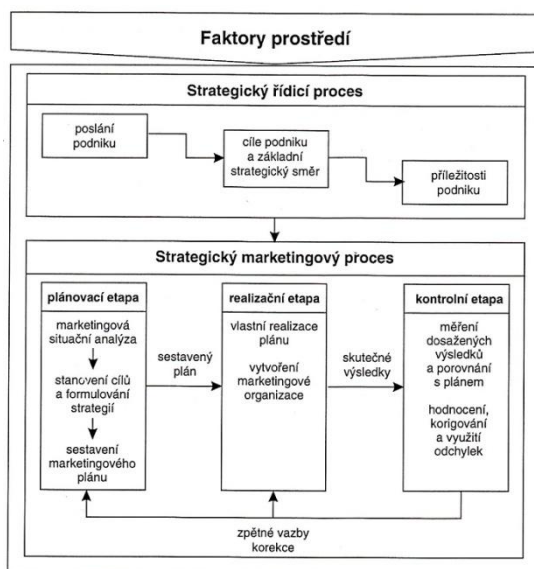 Faktory prostředí
Strategický řídicí proces
poslání
podniku
cíle podniku
a základní
strategický směr
příležitosti
podniku
Strategický marketingový proces
plánovací etapa
marketingová
situační analýza
stanovení cílů
a formulování
strategií
sestavení
marketingového
plánu
sestavený
plán
realizační etapa
vlastní realizace
plánu
vytvoření
marketingové
organizace
skutečné
výsledky
kontrolní etapa
měření
dosažených
výsledků
a porovnání
s plánem
hodnocení,
korigování
a využití
odchylek
zpětné vazby
korekce